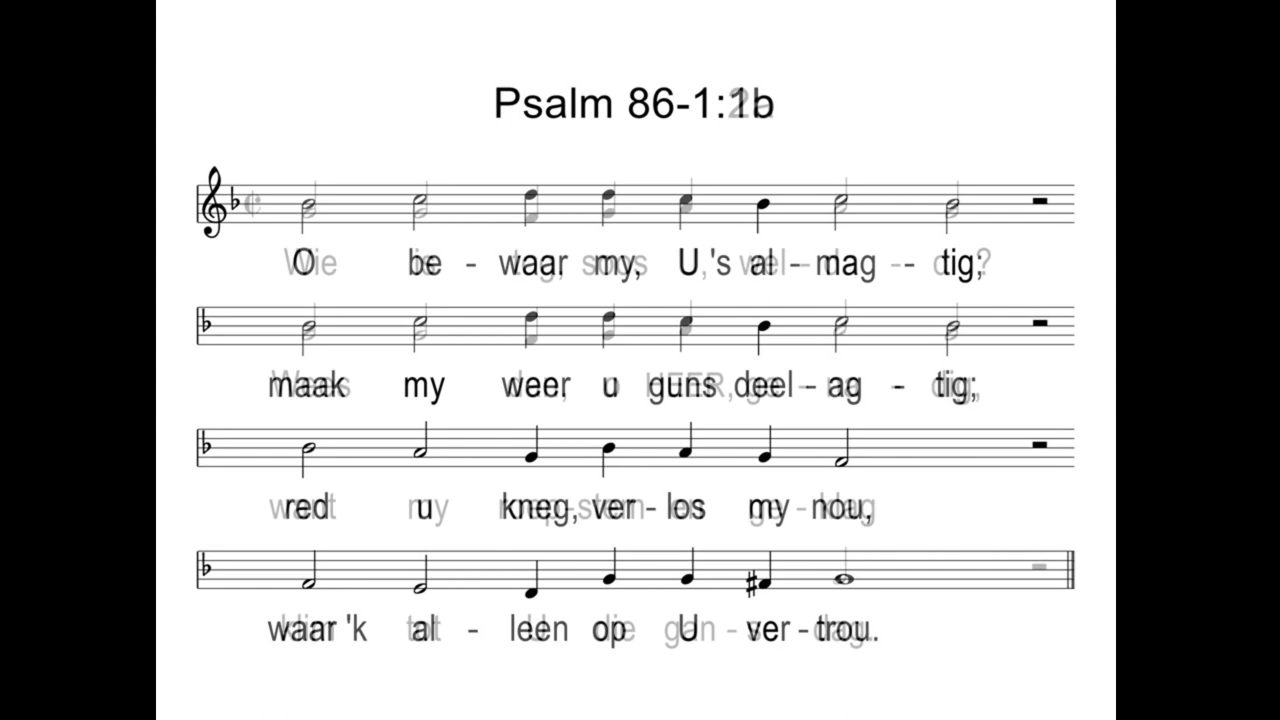 Psalm 86-1:1b
O be - waar my, U 's al - mag - tig;
maak my weer u guns deel - ag - tig;
red u kneg, ver - los my nou,
waar 'k al - leen op U ver - trou.